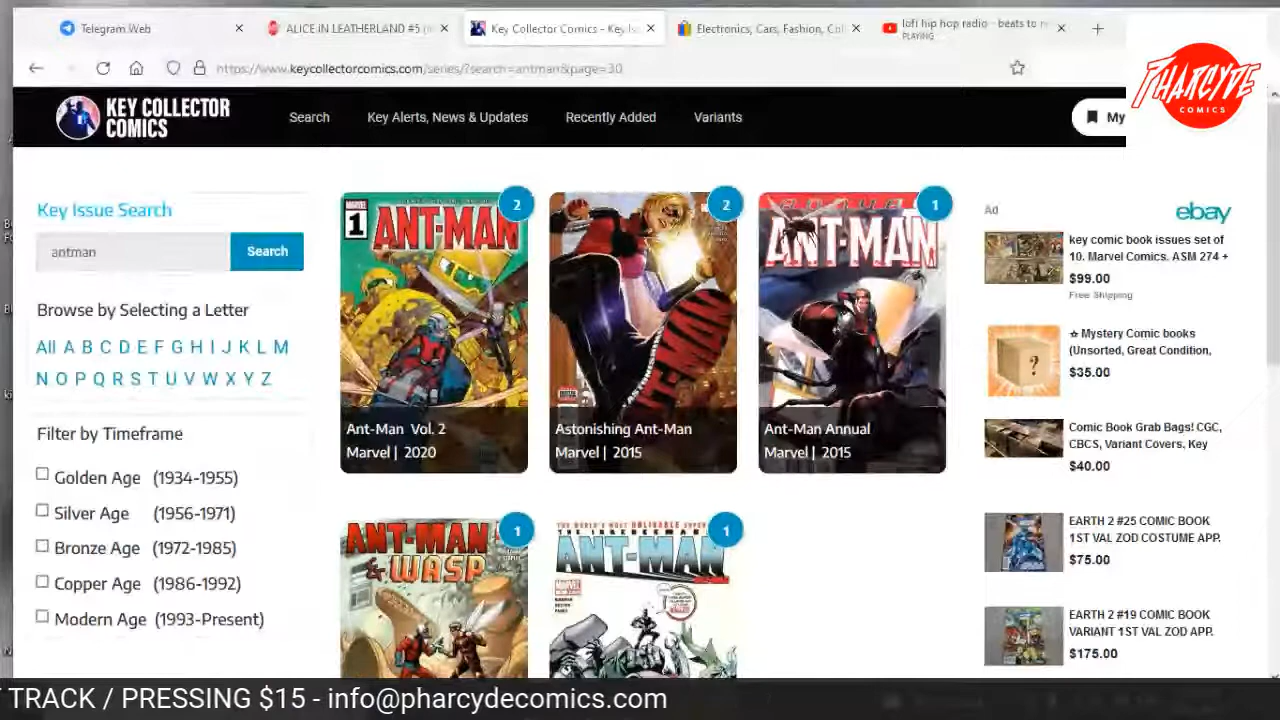 Telegram Web
ALICE IN LEATHERLAND #5
Key Collector Comics - Key Is
Electronics, Cars, Fashion, Col
lofi hip hop radio - beats to r
PLAYING
https://www.keycollectorcomics.com/series/?search=antman&page=30
PHARCYDE
COMICS
KEY COLLECTOR
COMICS
Search
Key Alerts, News & Updates
Recently Added
Variants
My
Key Issue Search
antman
Search
Browse by Selecting a Letter
All A B C D E F G H I J K L M
N O P Q R S T U V W X Y Z
Filter by Timeframe
Golden Age (1934-1955)
Silver Age (1956-1971)
Bronze Age (1972-1985)
Copper Age (1986-1992)
Modern Age (1993-Present)
2
MARVEL
1
ANT-MAN
Ant-Man Vol. 2
Marvel | 2020
2
ANT-MAN
Astonishing Ant-Man
Marvel | 2015
1
ANT-MAN
Ant-Man Annual
Marvel | 2015
1
ANT-MAN
& WASP
1
THE IRREDEEMABLE
ANT-MAN
MARVEL
Ad
ebay
key comic book issues set of
10. Marvel Comics. ASM 274 +
$99.00
Free Shipping
☆ Mystery Comic books
(Unsorted, Great Condition,
$35.00
Comic Book Grab Bags! CGC,
CBCS, Variant Covers, Key
$40.00
EARTH 2 #25 COMIC BOOK
1ST VAL ZOD COSTUME APP.
$75.00
EARTH 2 #19 COMIC BOOK
VARIANT 1ST VAL ZOD APP.
$175.00
TRACK / PRESSING $15 - info@pharcydecomics.com